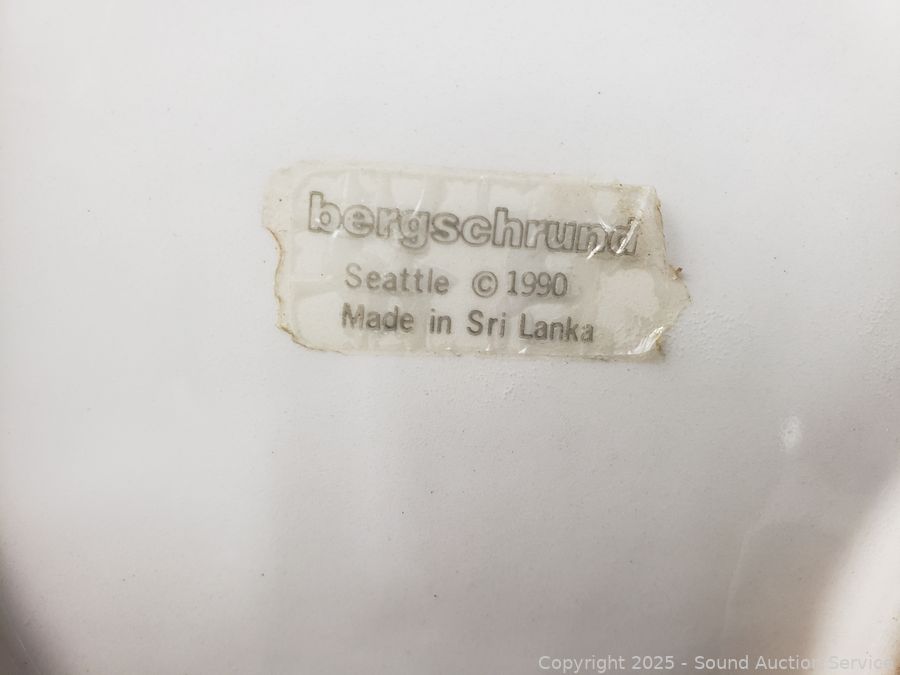 bergschrund
Seattle © 1990
Made in Sri Lanka
Copyright 2025 - Sound Auction Service